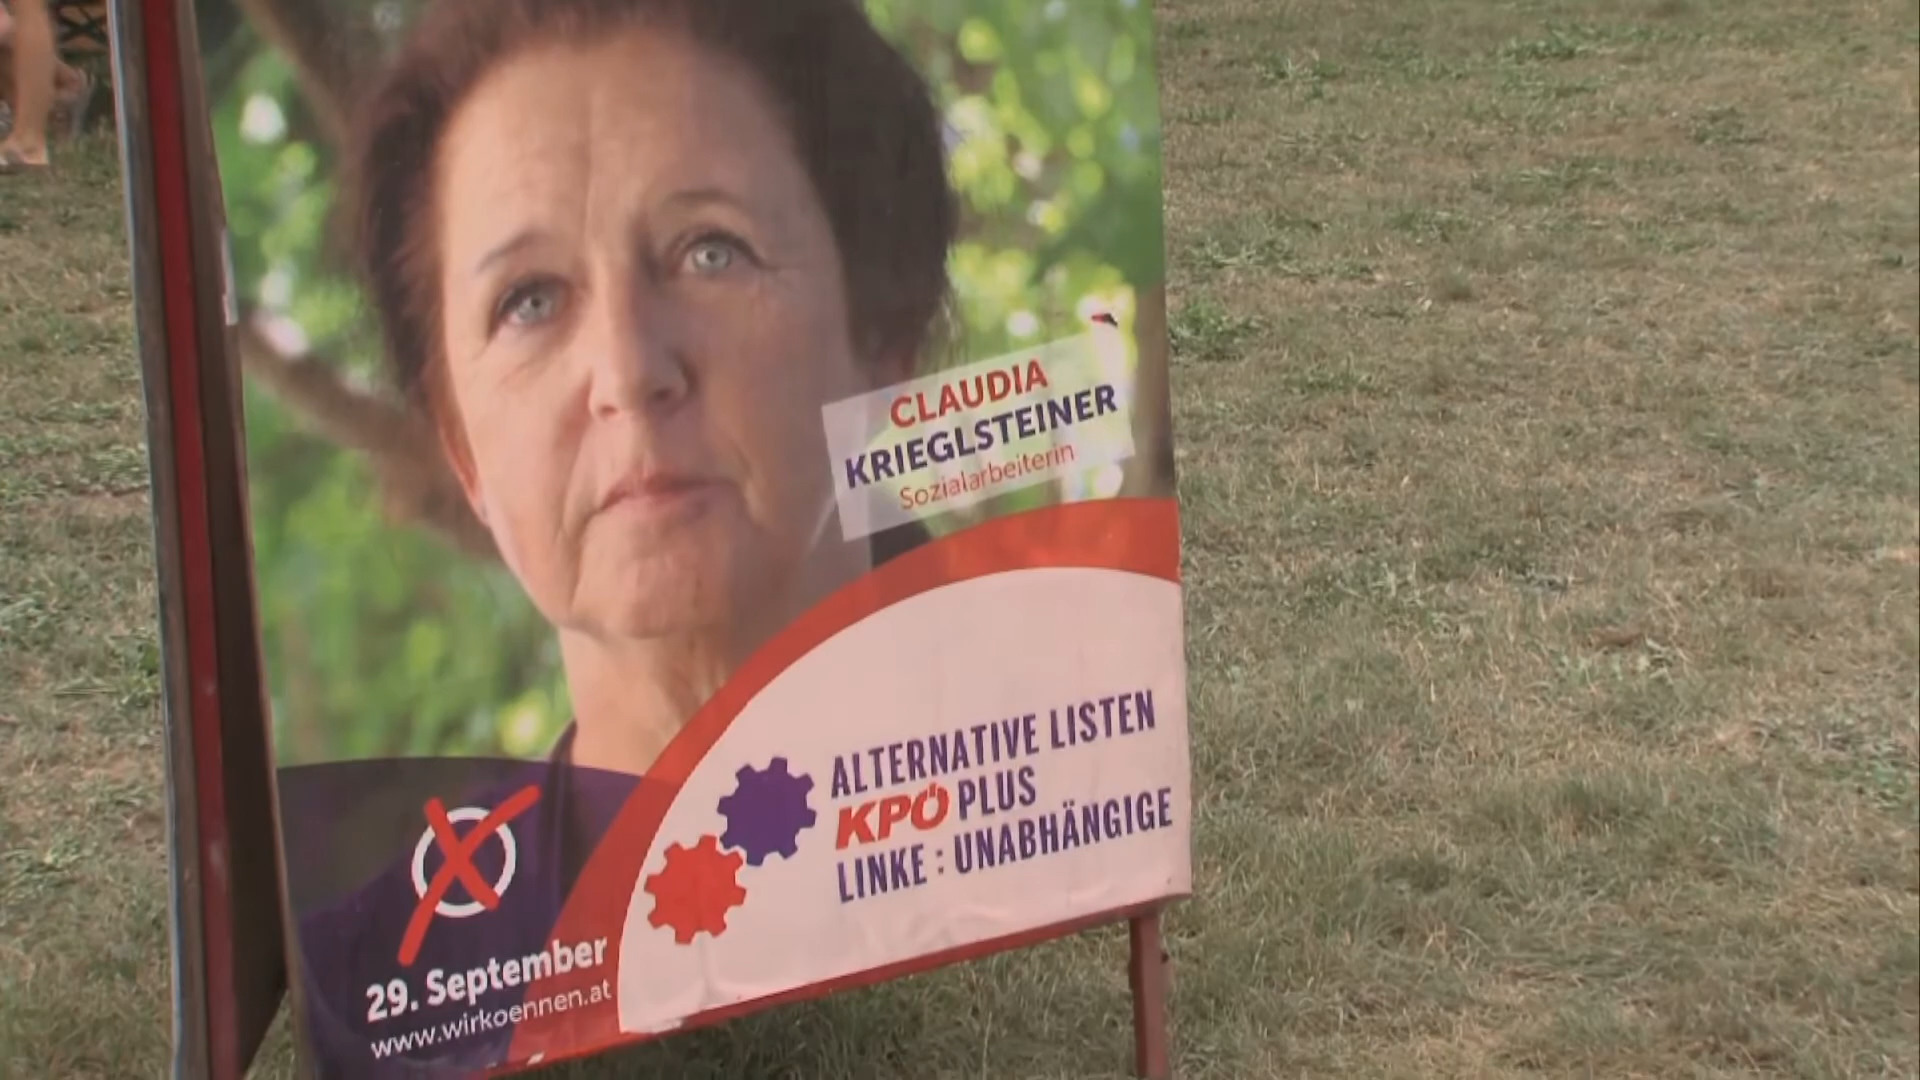 CLAUDIA
KRIEGLSTEINER
Sozialarbeiterin
ALTERNATIVE LISTEN
KPÖ PLUS
LINKE : UNABHÄNGIGE
29. September
www.wirkoennen.at